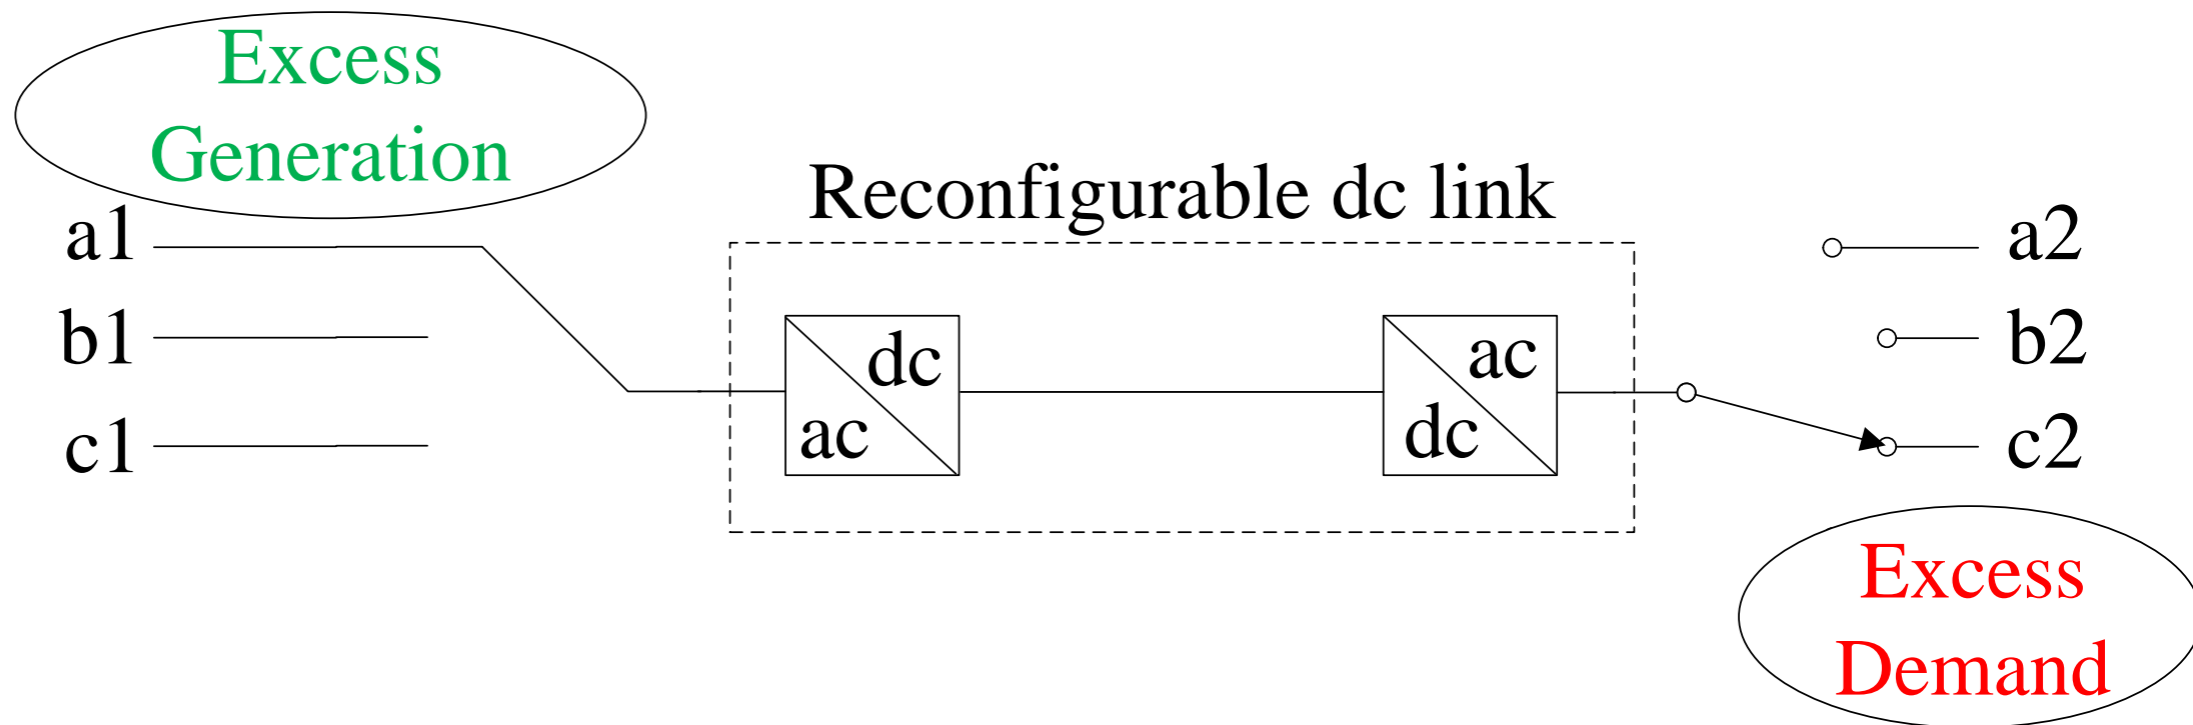 Excess
Generation
Reconfigurable dc link
a1
b1
c1
dc
ac
ac
dc
a2
b2
c2
Excess
Demand